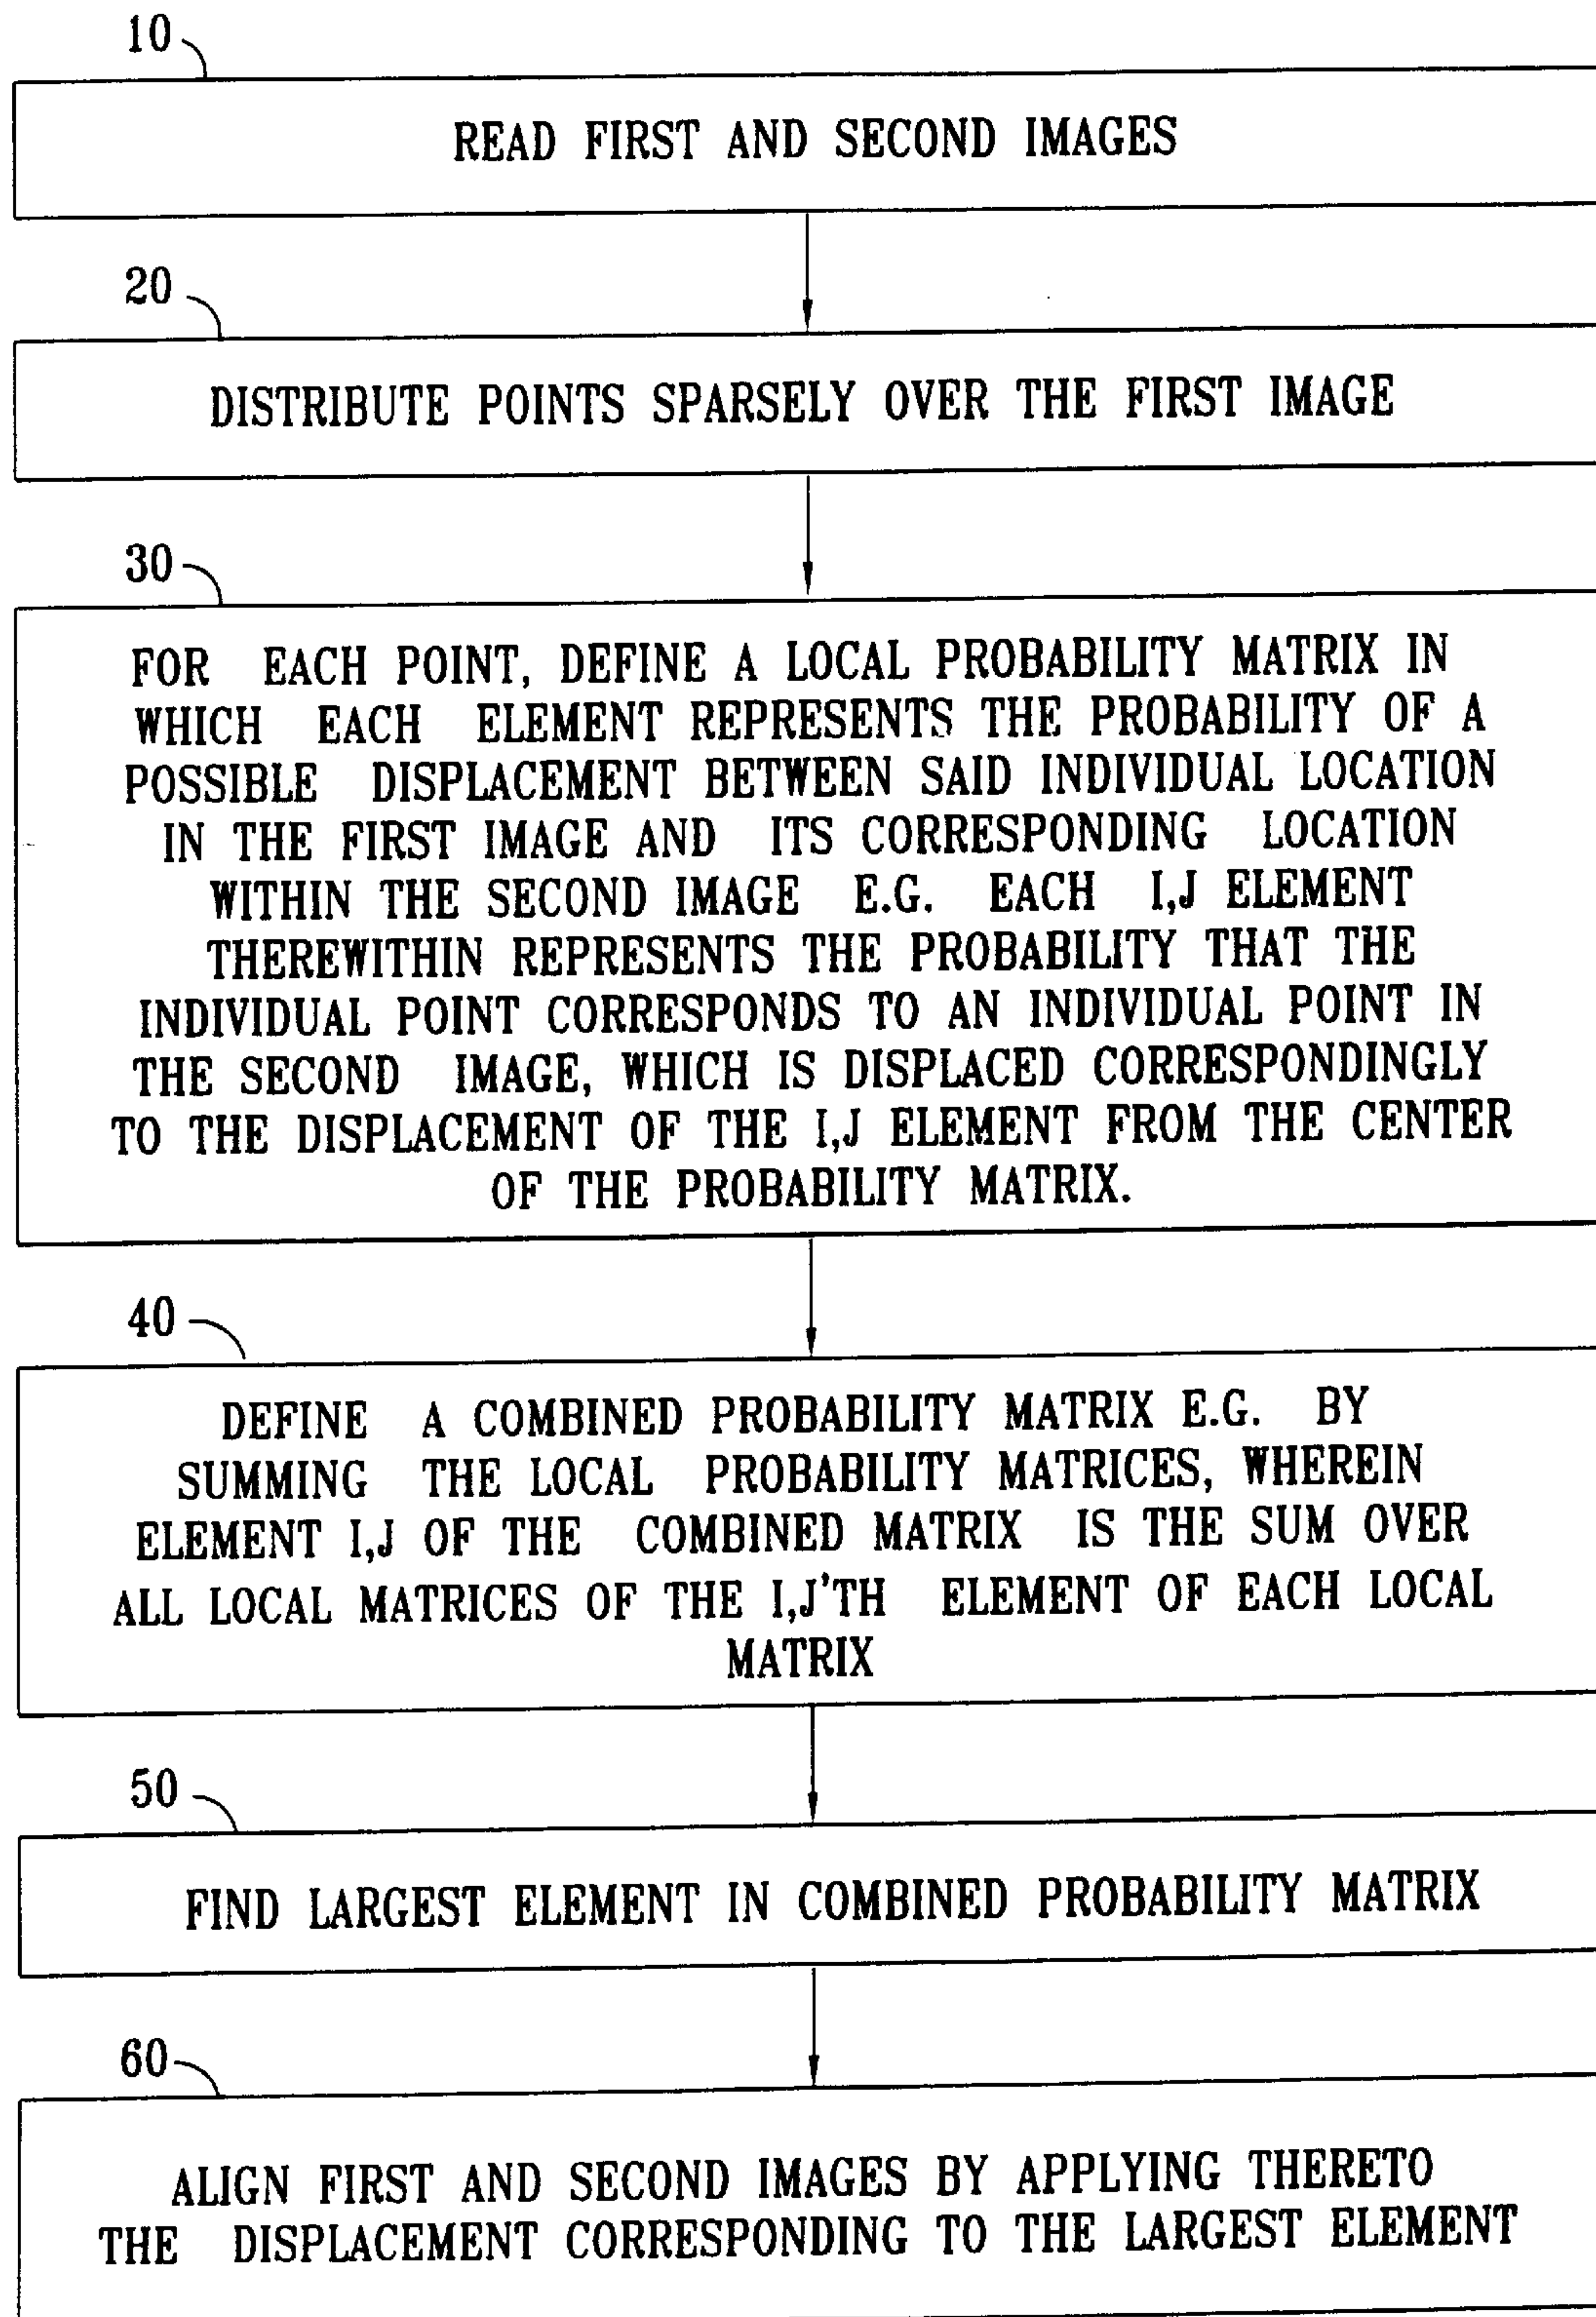 10
READ FIRST AND SECOND IMAGES
20
DISTRIBUTE POINTS SPARSELY OVER THE FIRST IMAGE
30
FOR EACH POINT, DEFINE A LOCAL PROBABILITY MATRIX IN
WHICH EACH ELEMENT REPRESENTS THE PROBABILITY OF A
POSSIBLE DISPLACEMENT BETWEEN SAID INDIVIDUAL LOCATION
IN THE FIRST IMAGE AND ITS CORRESPONDING LOCATION
WITHIN THE SECOND IMAGE E.G. EACH I,J ELEMENT
THEREWITHIN REPRESENTS THE PROBABILITY THAT THE
INDIVIDUAL POINT CORRESPONDS TO AN INDIVIDUAL POINT IN
THE SECOND IMAGE, WHICH IS DISPLACED CORRESPONDINGLY
TO THE DISPLACEMENT OF THE I,J ELEMENT FROM THE CENTER
OF THE PROBABILITY MATRIX.
40
DEFINE A COMBINED PROBABILITY MATRIX E.G. BY
SUMMING THE LOCAL PROBABILITY MATRICES, WHEREIN
ELEMENT I,J OF THE COMBINED MATRIX IS THE SUM OVER
ALL LOCAL MATRICES OF THE I,J'TH ELEMENT OF EACH LOCAL
MATRIX
50
FIND LARGEST ELEMENT IN COMBINED PROBABILITY MATRIX
60
ALIGN FIRST AND SECOND IMAGES BY APPLYING THERETO
THE DISPLACEMENT CORRESPONDING TO THE LARGEST ELEMENT